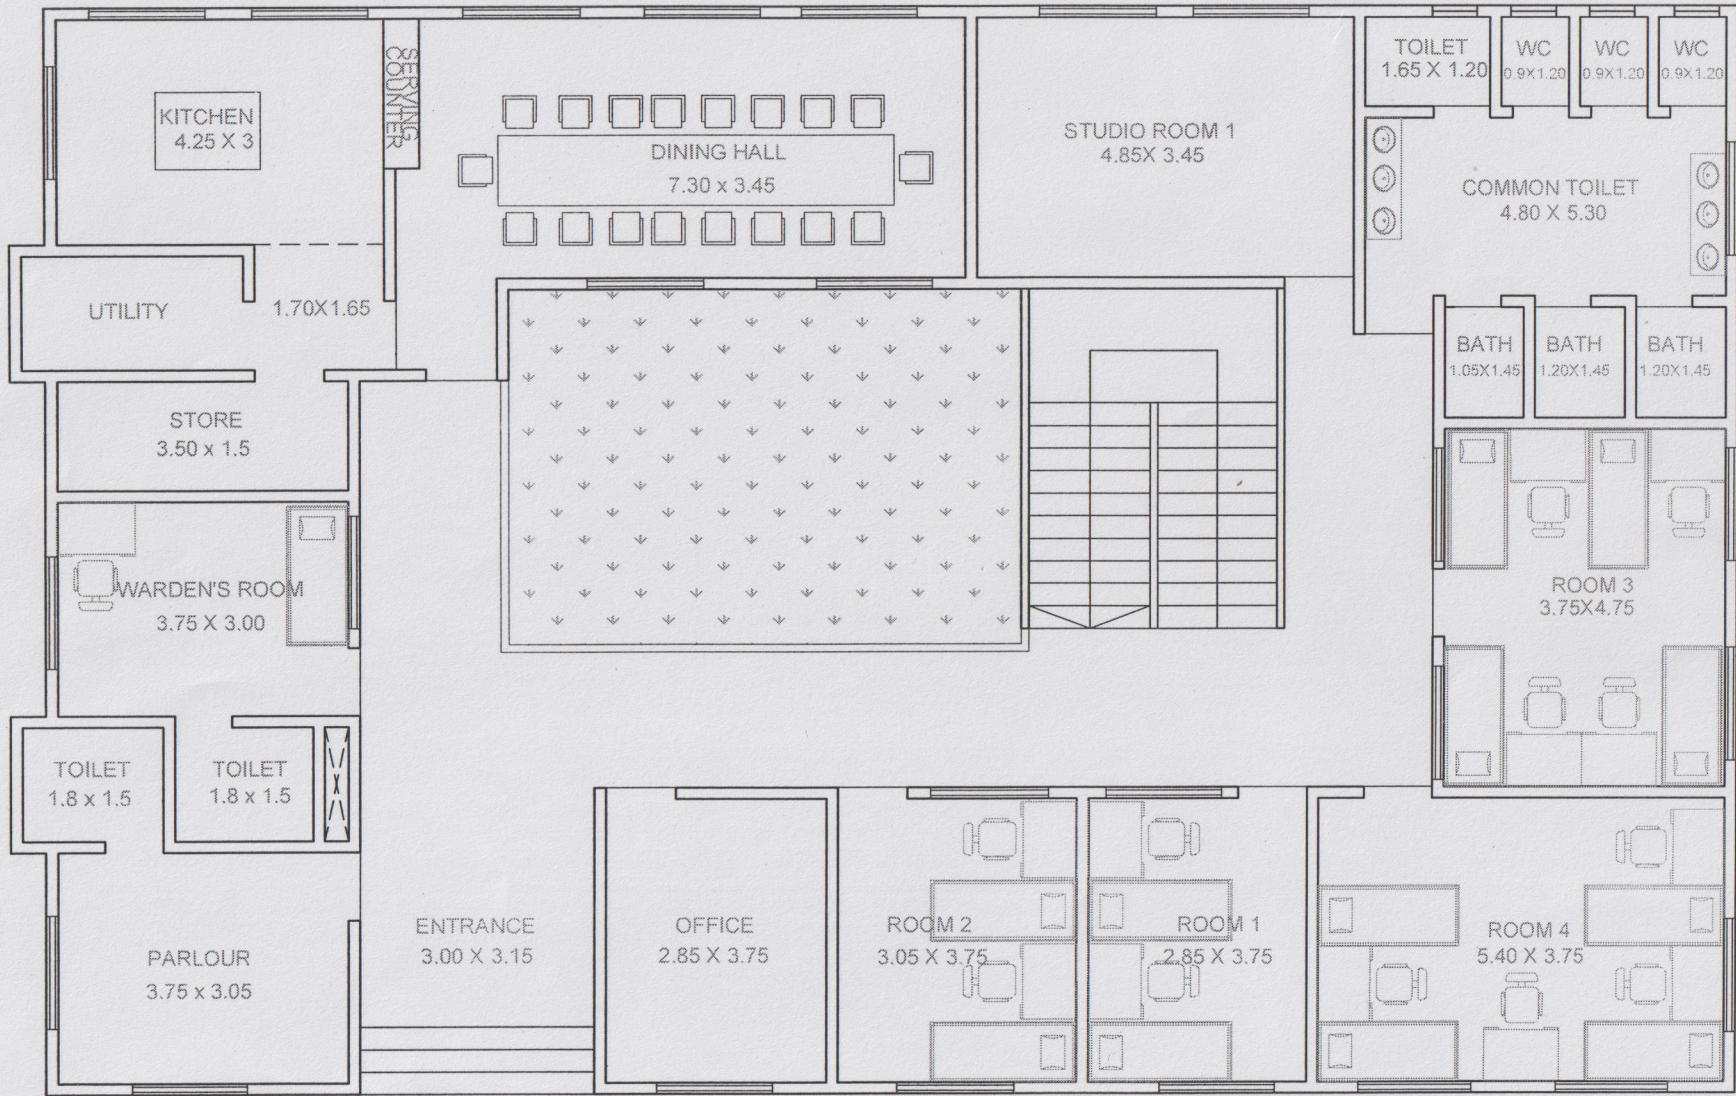 KITCHEN
4.25 X 3
SERVING
COUNTER
DINING HALL
7.30 x 3.45
STUDIO ROOM 1
4.85X 3.45
TOILET
1.65 X 1.20
WC
0.9X1.20
WC
0.9X1.20
WC
0.9X1.20
COMMON TOILET
4.80 X 5.30
UTILITY
1.70X1.65
BATH
1.05X1.45
BATH
1.20X1.45
BATH
1.20X1.45
STORE
3.50 x 1.5
WARDEN'S ROOM
3.75 X 3.00
ROOM 3
3.75X4.75
TOILET
1.8 x 1.5
TOILET
1.8 x 1.5
PARLOUR
3.75 x 3.05
ENTRANCE
3.00 X 3.15
OFFICE
2.85 X 3.75
ROOM 2
3.05 X 3.75
ROOM 1
2.85 X 3.75
ROOM 4
5.40 X 3.75